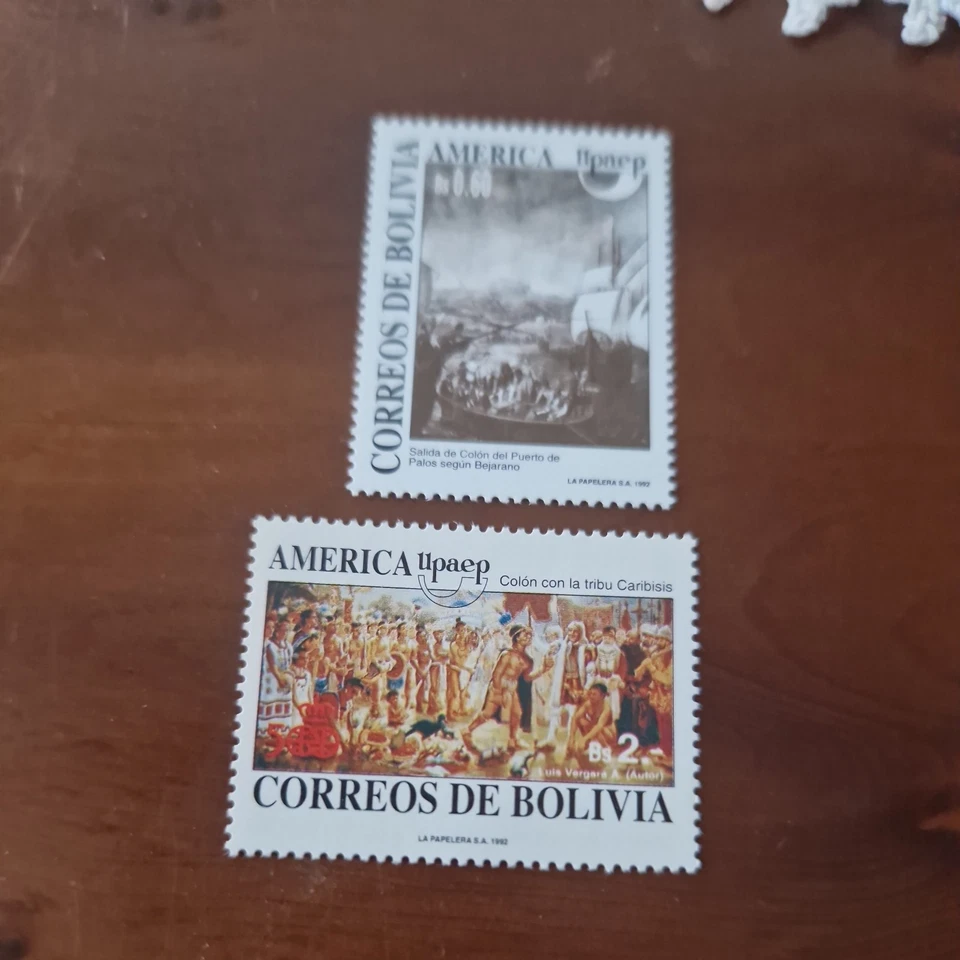 AMERICA upaep
Bs 0.60
CORREOS DE BOLIVIA
Salida de Colón del Puerto de
Palos según Bejarano
LA PAPELERA S.A. 1992
AMERICA upaep
Colón con la tribu Caribisis
Bs 2.-
Luis Vergara A. (Autor)
CORREOS DE BOLIVIA
LA PAPELERA S.A. 1992